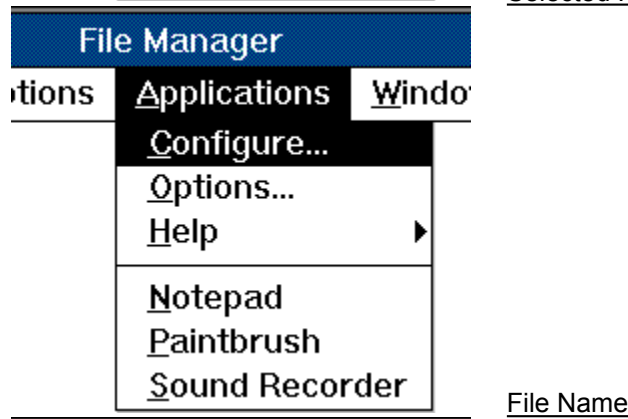 File Manager
Applications
Configure...
Options...
Help
Notepad
Paintbrush
Sound Recorder
File Name